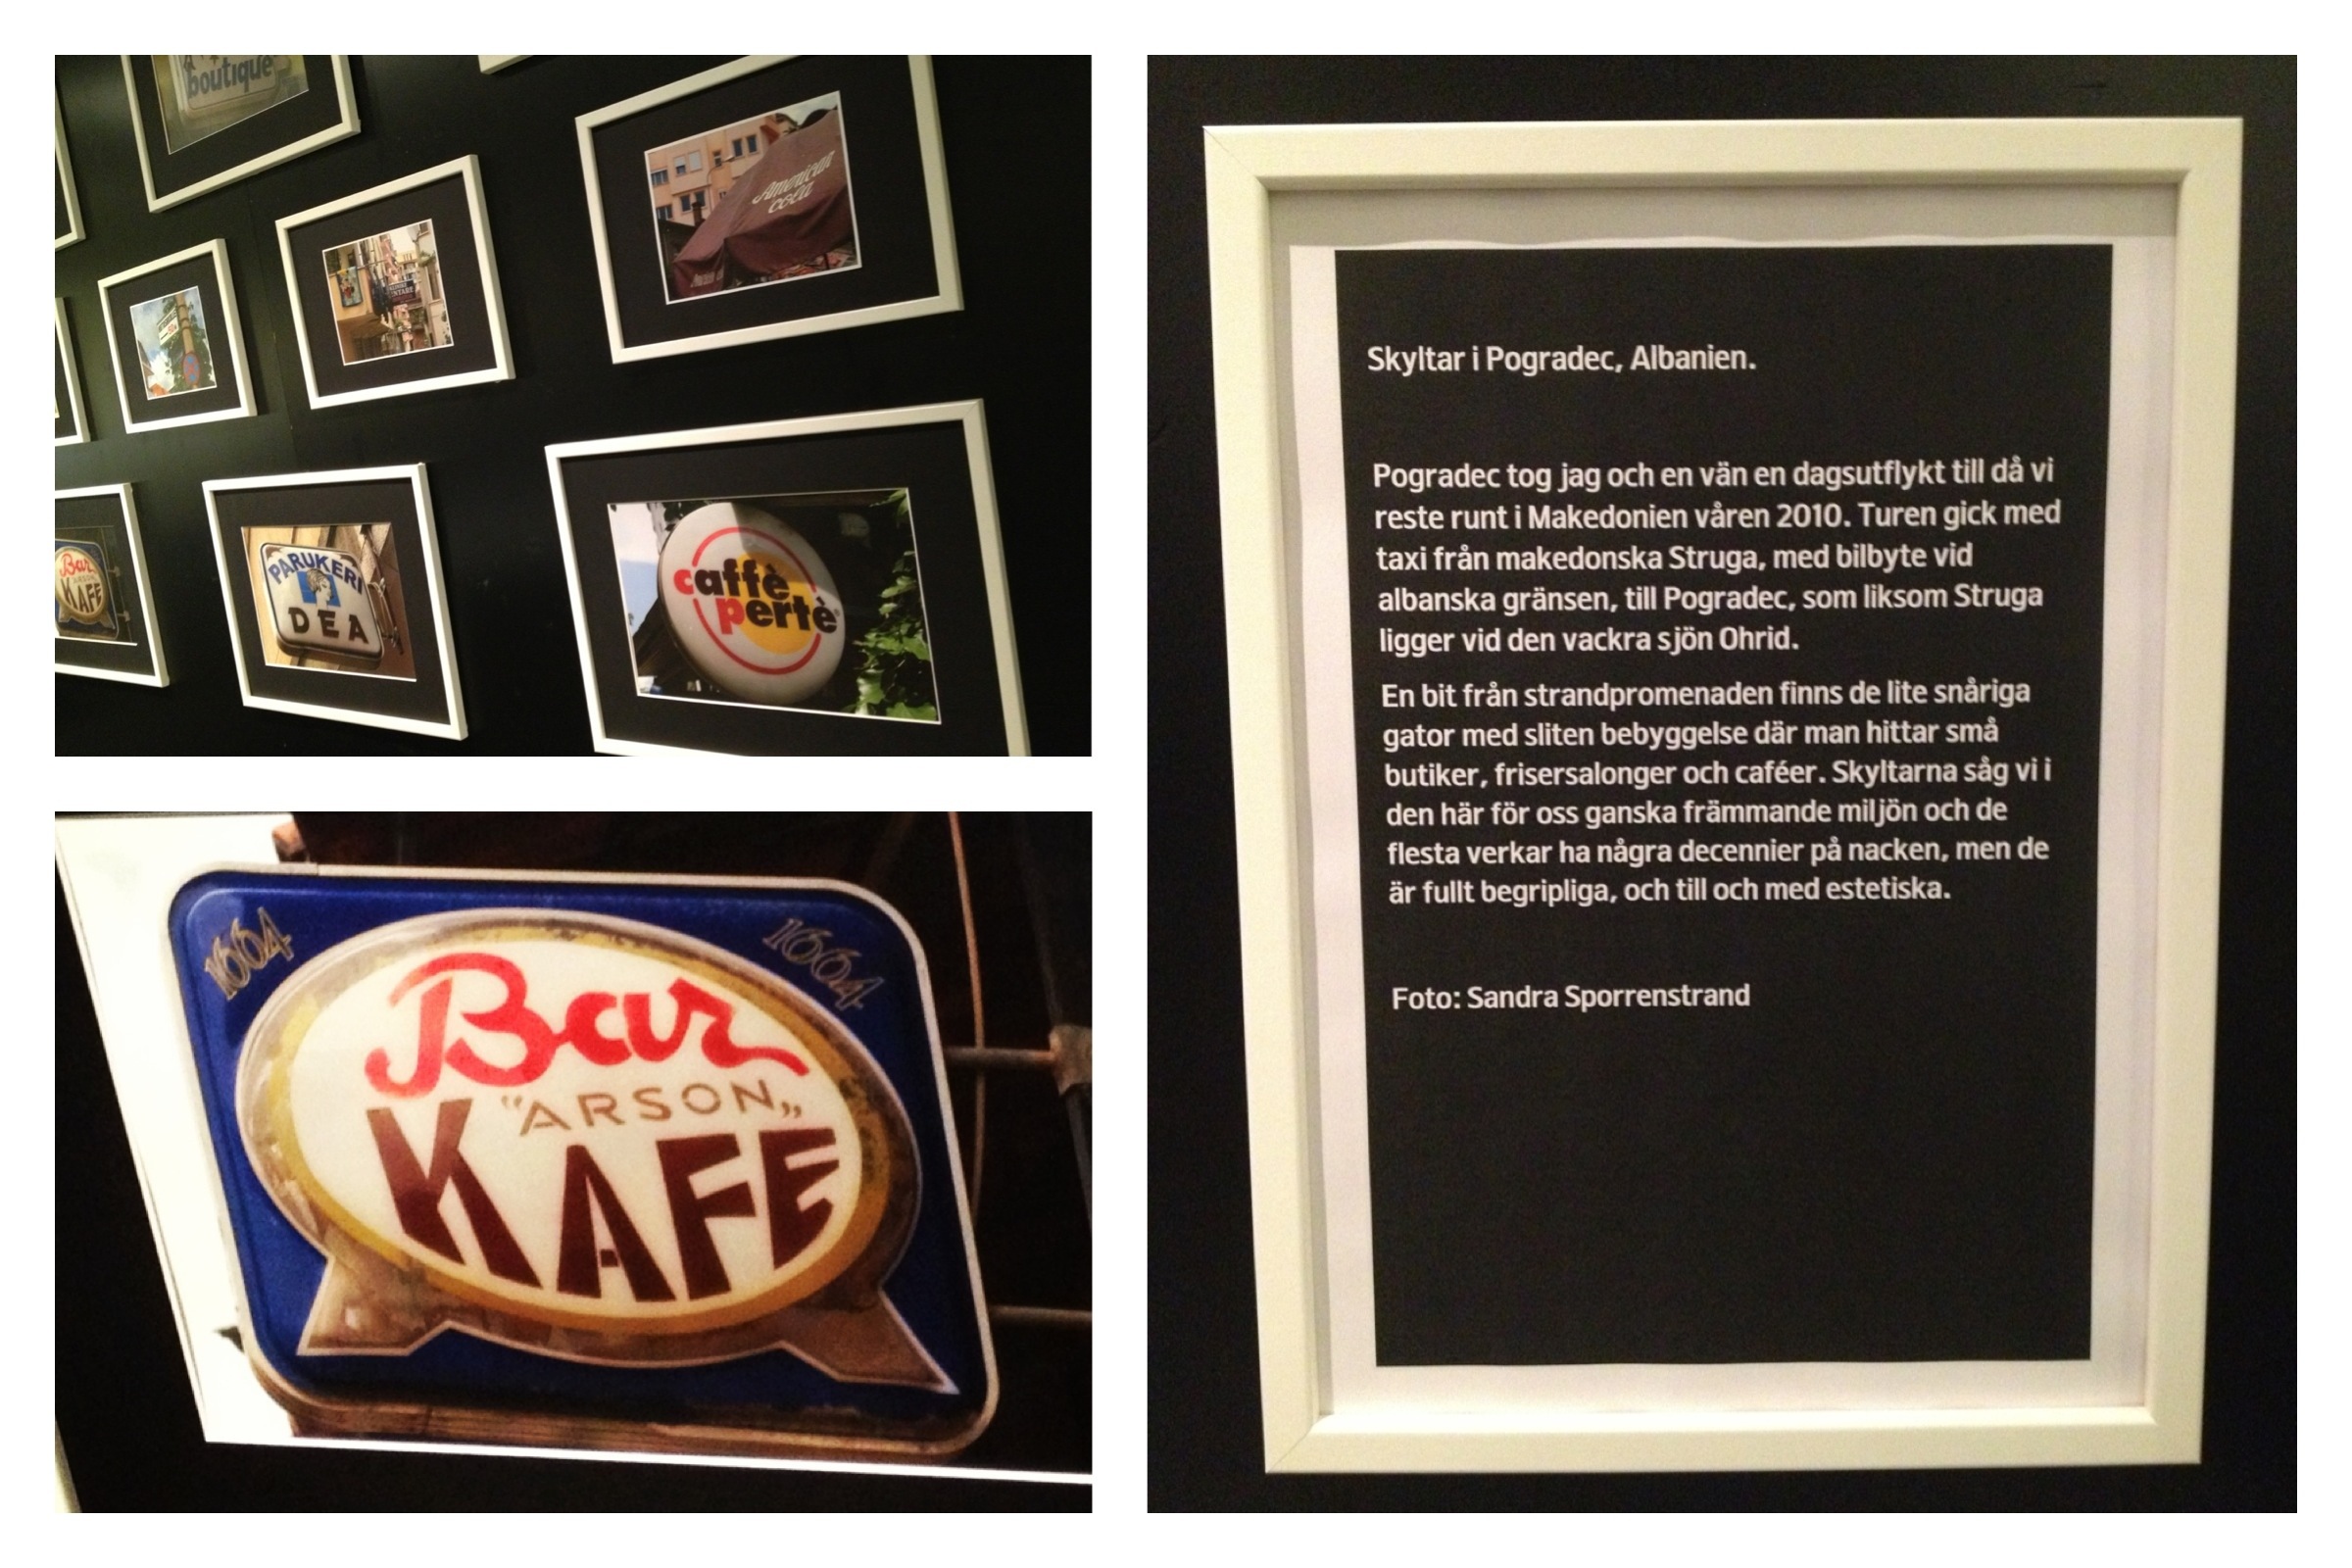 boutique
American
cola
Bar
ARSON
KAFE
PARUKERI
DEA
caffè
pertè
1664
1664
Bar
"ARSON„
KAFE
Skyltar i Pogradec, Albanien.
Pogradec tog jag och en vän en dagsutflykt till då vi
reste runt i Makedonien våren 2010. Turen gick med
taxi från makedonska Struga, med bilbyte vid
albanska gränsen, till Pogradec, som liksom Struga
ligger vid den vackra sjön Ohrid.
En bit från strandpromenaden finns de lite snåriga
gator med sliten bebyggelse där man hittar små
butiker, frisersalonger och caféer. Skyltarna såg vi i
den här för oss ganska främmande miljön och de
flesta verkar ha några decennier på nacken, men de
är fullt begripliga, och till och med estetiska.
Foto: Sandra Sporrenstrand